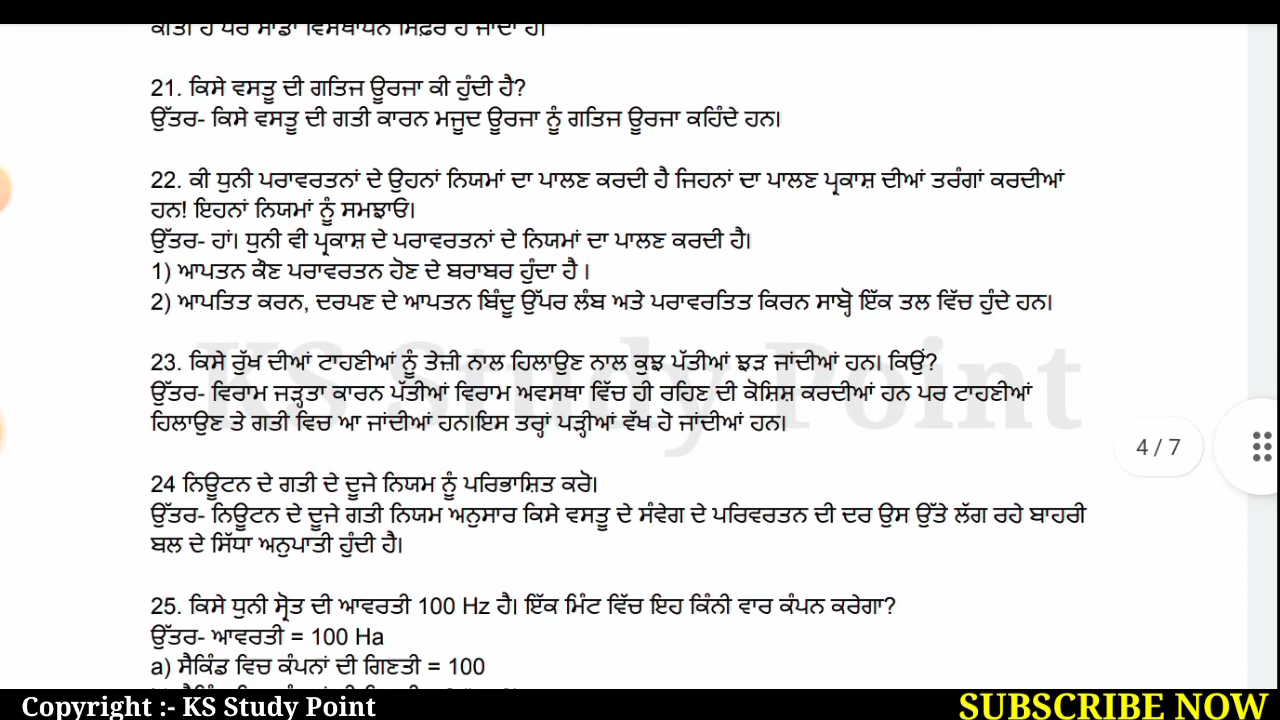 ਕੀਤੀ ਹੈ ਪਰ ਸਾਡਾ ਵਿਸਥਾਪਨ ਸਿਫ਼ਰ ਹੋ ਜਾਂਦਾ ਹੈ।
21. ਕਿਸੇ ਵਸਤੂ ਦੀ ਗਤਿਜ ਊਰਜਾ ਕੀ ਹੁੰਦੀ ਹੈ?
ਉੱਤਰ- ਕਿਸੇ ਵਸਤੂ ਦੀ ਗਤੀ ਕਾਰਨ ਮਜੂਦ ਊਰਜਾ ਨੂੰ ਗਤਿਜ ਊਰਜਾ ਕਹਿੰਦੇ ਹਨ।
22. ਕੀ ਧੁਨੀ ਪਰਾਵਰਤਨਾਂ ਦੇ ਉਹਨਾਂ ਨਿਯਮਾਂ ਦਾ ਪਾਲਣ ਕਰਦੀ ਹੈ ਜਿਹਨਾਂ ਦਾ ਪਾਲਣ ਪ੍ਰਕਾਸ਼ ਦੀਆਂ ਤਰੰਗਾਂ ਕਰਦੀਆਂ
ਹਨ! ਇਹਨਾਂ ਨਿਯਮਾਂ ਨੂੰ ਸਮਝਾਓ।
ਉੱਤਰ- ਹਾਂ। ਧੁਨੀ ਵੀ ਪ੍ਰਕਾਸ਼ ਦੇ ਪਰਾਵਰਤਨਾਂ ਦੇ ਨਿਯਮਾਂ ਦਾ ਪਾਲਣ ਕਰਦੀ ਹੈ।
1) ਆਪਤਨ ਕੋਣ ਪਰਾਵਰਤਨ ਹੋਣ ਦੇ ਬਰਾਬਰ ਹੁੰਦਾ ਹੈ ।
2) ਆਪਤਿਤ ਕਰਨ, ਦਰਪਣ ਦੇ ਆਪਤਨ ਬਿੰਦੂ ਉੱਪਰ ਲੰਬ ਅਤੇ ਪਰਾਵਰਤਿਤ ਕਿਰਨ ਸਾਬ੍ਹੋ ਇੱਕ ਤਲ ਵਿੱਚ ਹੁੰਦੇ ਹਨ।
23. ਕਿਸੇ ਰੁੱਖ ਦੀਆਂ ਟਾਹਣੀਆਂ ਨੂੰ ਤੇਜ਼ੀ ਨਾਲ ਹਿਲਾਉਣ ਨਾਲ ਕੁਝ ਪੱਤੀਆਂ ਝੜ ਜਾਂਦੀਆਂ ਹਨ। ਕਿਉਂ?
ਉੱਤਰ- ਵਿਰਾਮ ਜੜ੍ਹਤਾ ਕਾਰਨ ਪੱਤੀਆਂ ਵਿਰਾਮ ਅਵਸਥਾ ਵਿੱਚ ਹੀ ਰਹਿਣ ਦੀ ਕੋਸ਼ਿਸ਼ ਕਰਦੀਆਂ ਹਨ ਪਰ ਟਾਹਣੀਆਂ
ਹਿਲਾਉਣ ਤੇ ਗਤੀ ਵਿਚ ਆ ਜਾਂਦੀਆਂ ਹਨ।ਇਸ ਤਰ੍ਹਾਂ ਪੜ੍ਹੀਆਂ ਵੱਖ ਹੋ ਜਾਂਦੀਆਂ ਹਨ।
KS Study Point
4 / 7
24 ਨਿਊਟਨ ਦੇ ਗਤੀ ਦੇ ਦੂਜੇ ਨਿਯਮ ਨੂੰ ਪਰਿਭਾਸ਼ਿਤ ਕਰੋ।
ਉੱਤਰ- ਨਿਊਟਨ ਦੇ ਦੂਜੇ ਗਤੀ ਨਿਯਮ ਅਨੁਸਾਰ ਕਿਸੇ ਵਸਤੂ ਦੇ ਸੰਵੇਗ ਦੇ ਪਰਿਵਰਤਨ ਦੀ ਦਰ ਉਸ ਉੱਤੇ ਲੱਗ ਰਹੇ ਬਾਹਰੀ
ਬਲ ਦੇ ਸਿੱਧਾ ਅਨੁਪਾਤੀ ਹੁੰਦੀ ਹੈ।
25. ਕਿਸੇ ਧੁਨੀ ਸ੍ਰੋਤ ਦੀ ਆਵਰਤੀ 100 Hz ਹੈ। ਇੱਕ ਮਿੰਟ ਵਿੱਚ ਇਹ ਕਿੰਨੀ ਵਾਰ ਕੰਪਨ ਕਰੇਗਾ?
ਉੱਤਰ- ਆਵਰਤੀ = 100 Ha
a) ਸੈਕਿੰਡ ਵਿਚ ਕੰਪਨਾਂ ਦੀ ਗਿਣਤੀ = 100
Copyright :- KS Study Point
SUBSCRIBE NOW